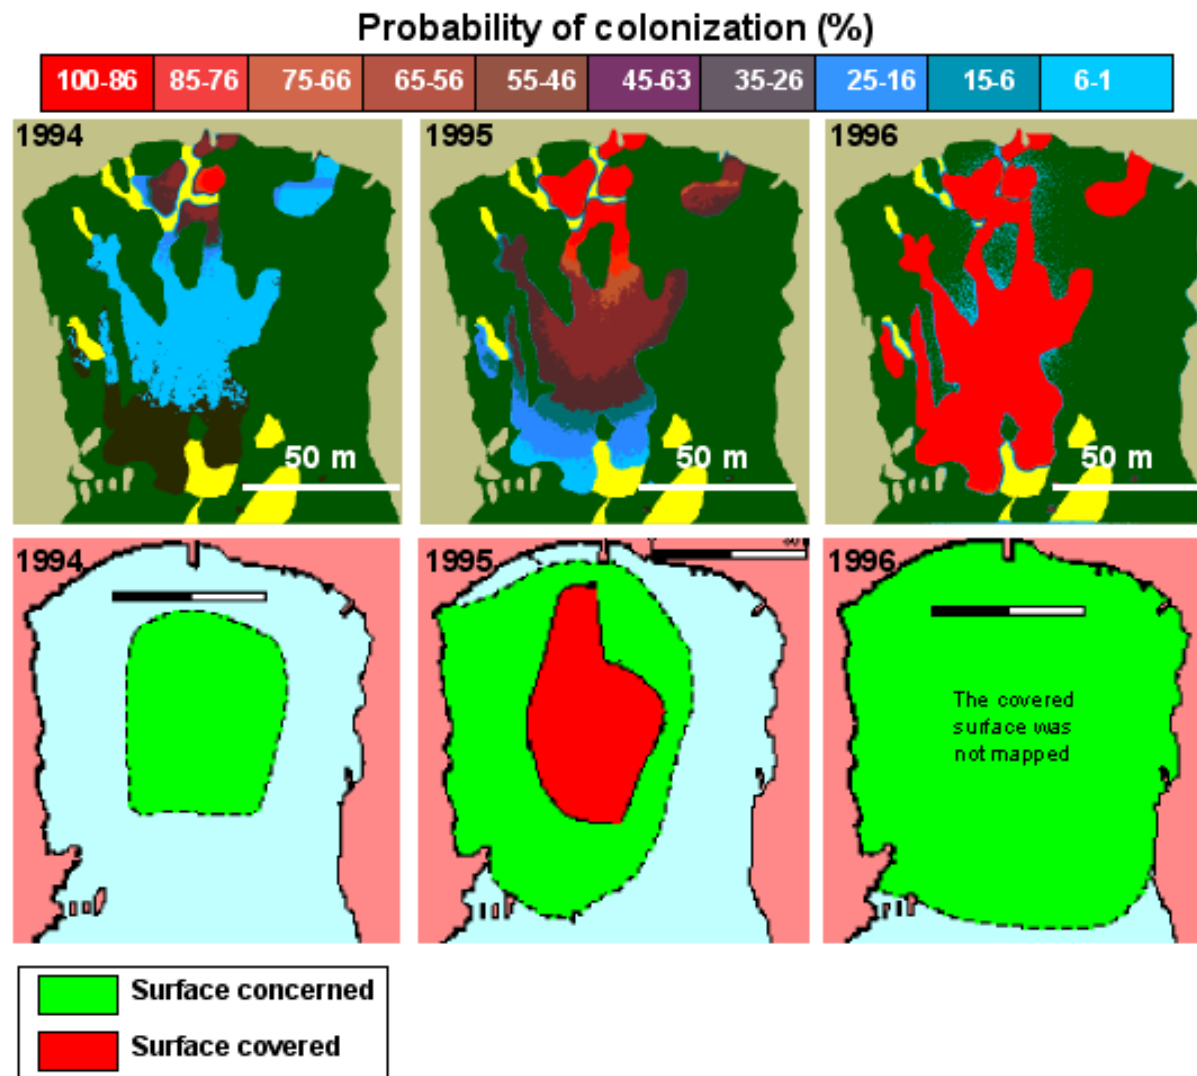 Probability of colonization (%)
100-86 85-76 75-66 65-56 55-46 45-63 35-26 25-16 15-6 6-1
1994 1995 1996
50 m 50 m
1994 1995 1996
The covered
surface was
not mapped
Surface concerned
Surface covered